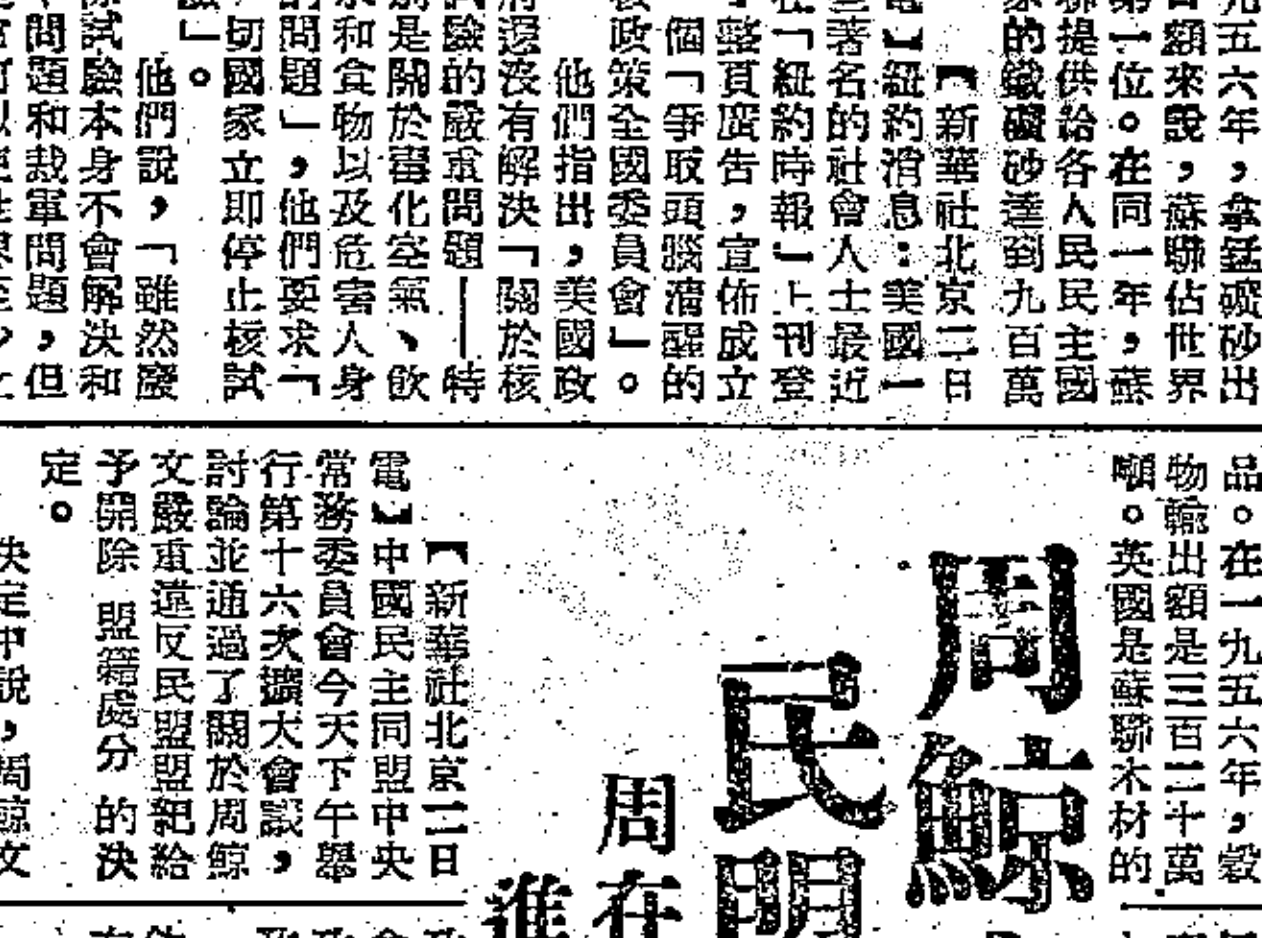 九五六年，拿錳礦砂出
額來說，蘇聯佔世界
第一位。在同一年，蘇
聯提供給各人民民主國
家的鐵礦砂達到九百萬
【新華社北京二日
電】紐約消息：美國一
些著名的社會人士最近
在「紐約時報」上刊登
整頁廣告，宣佈成立
個「爭取頭腦清醒的
核政策全國委員會」。
他們指出，美國政
還沒有解決「關於核
試驗的嚴重問題——特
別是關於毒化空氣、飲
水和食物以及危害人身
的問題」，他們要求「
切國家立即停止核試
」。
他們說，「雖然廢
除試驗本身不會解決和
問題和裁軍問題，但
品。在一九五六年，穀
物輸出額是三百二十萬
噸。英國是蘇聯木材的
周鯨
民盟
周在
進
【新華社北京二日
電】中國民主同盟中央
常務委員會今天下午舉
行第十六次擴大會議，
討論並通過了關於周鯨
文嚴重違反民盟盟紀給
予開除盟籍處分的決
定。
決定中說，周鯨文